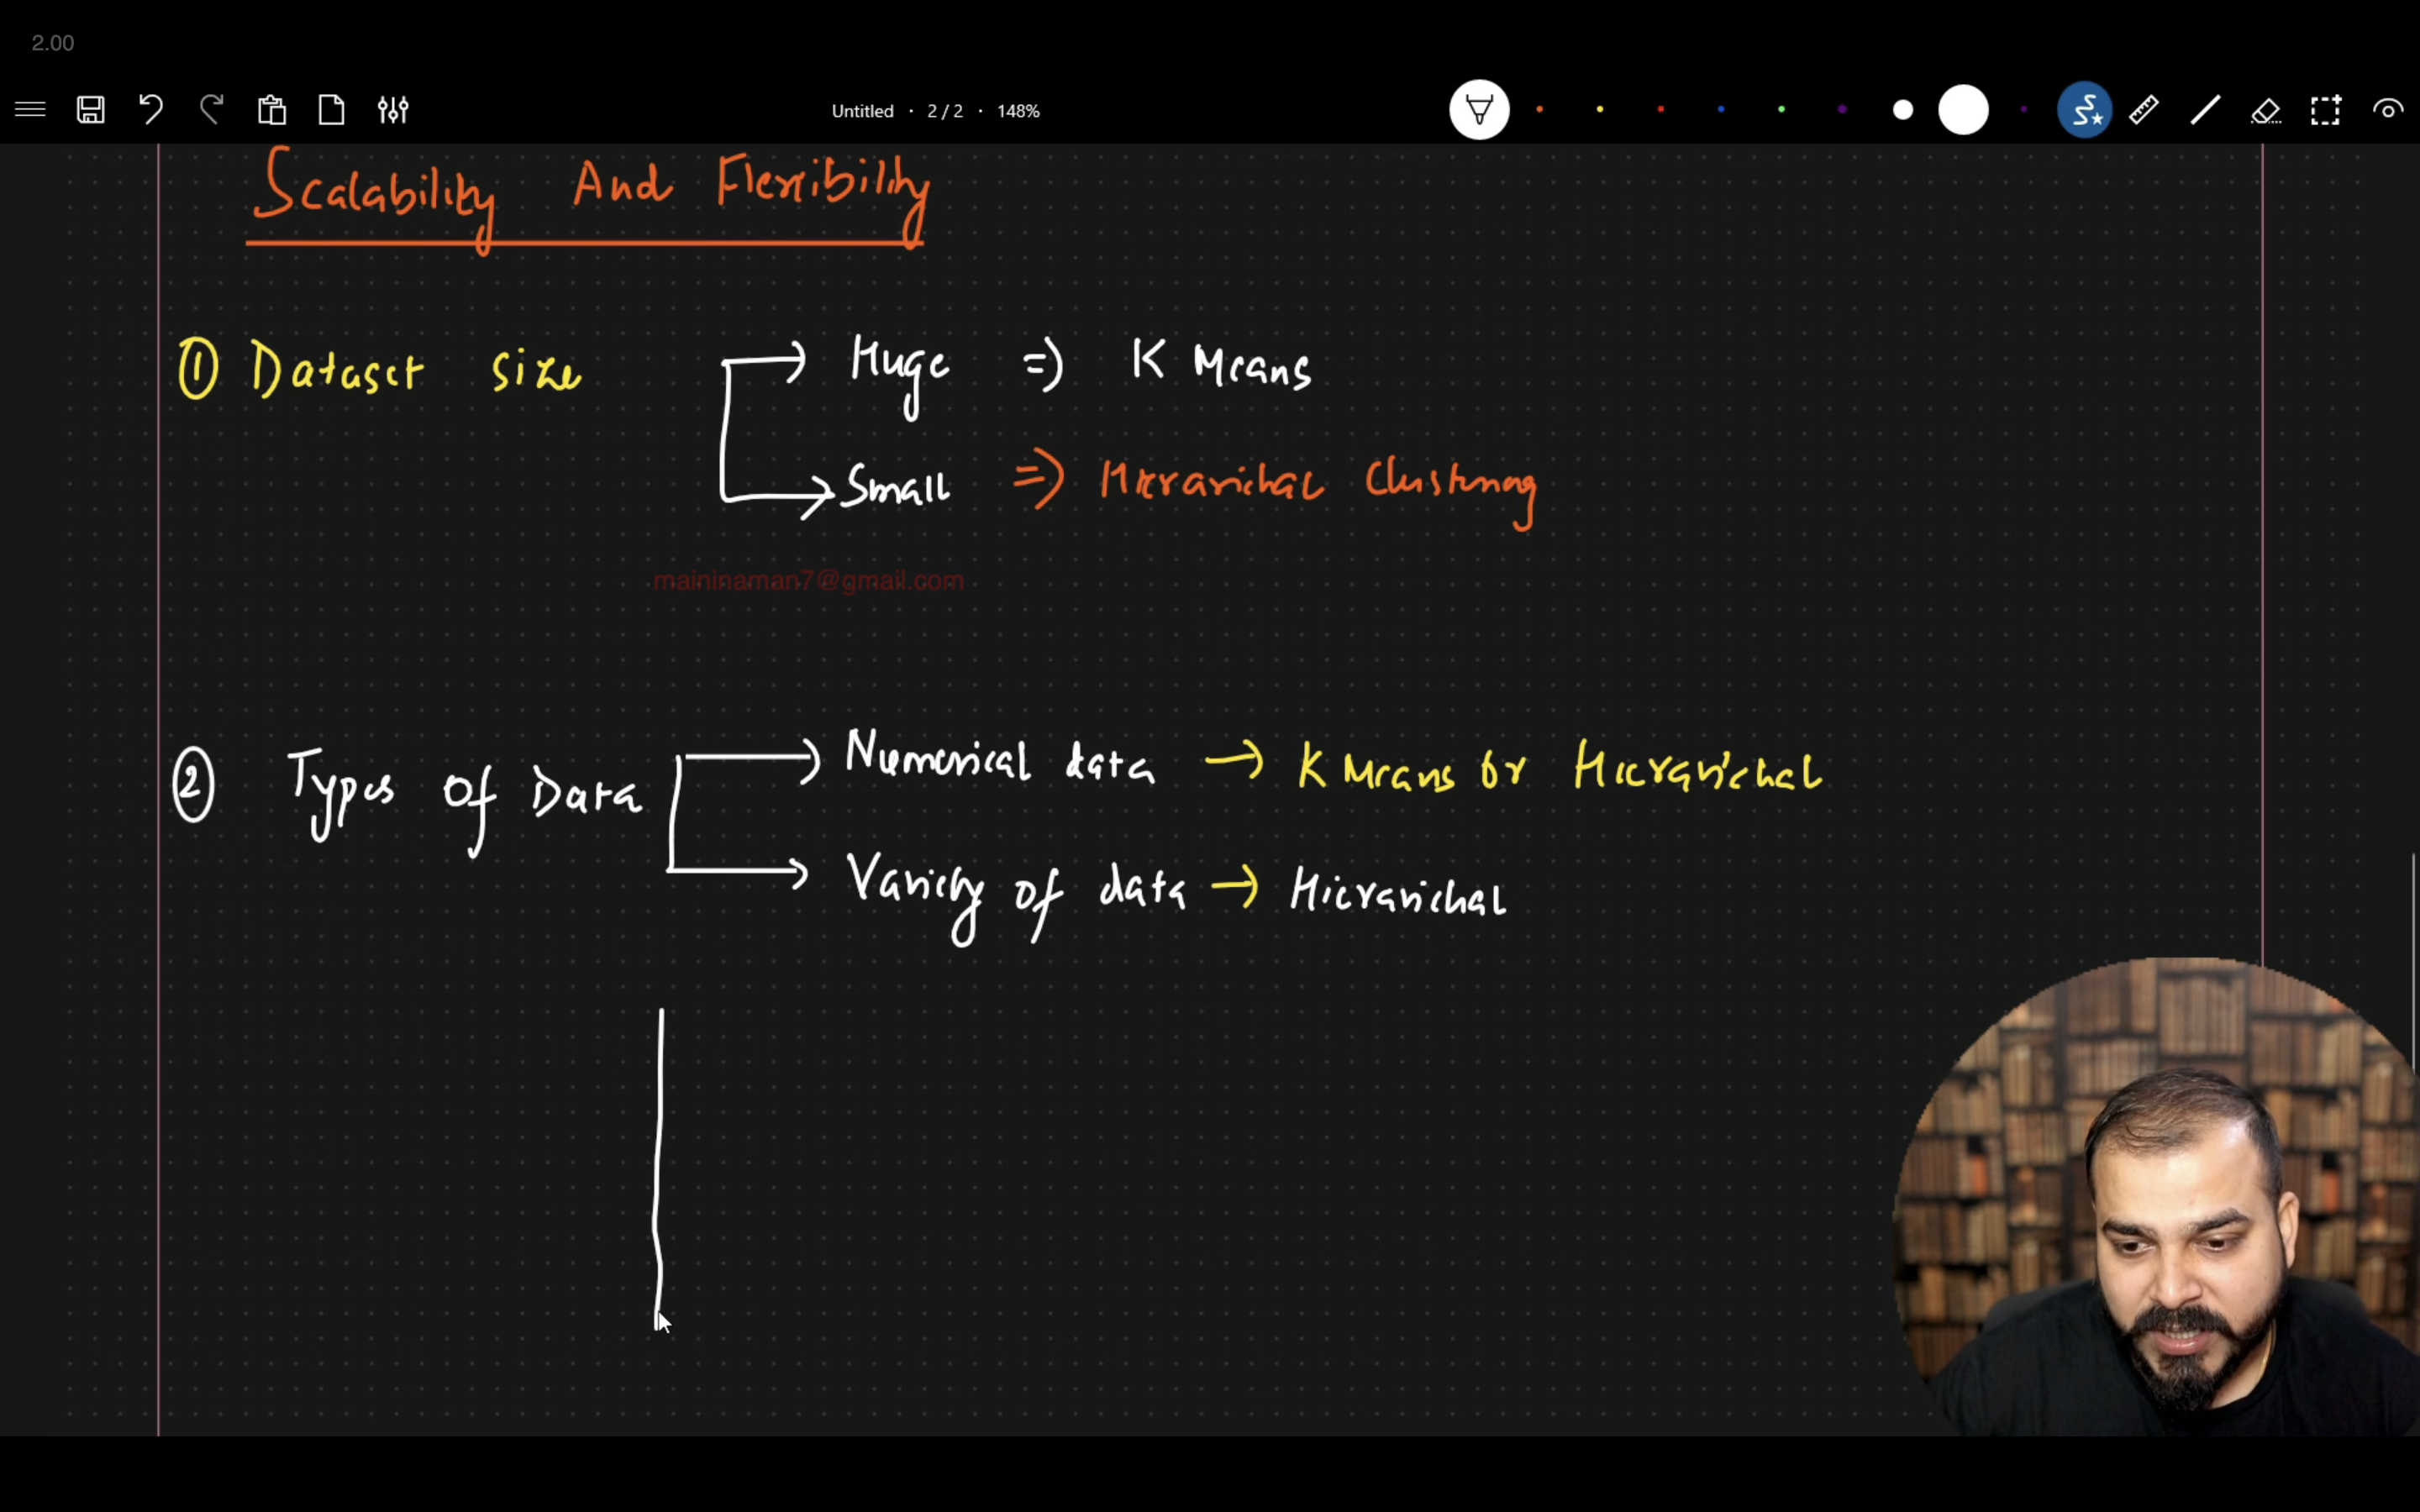 2.00
Untitled · 2 / 2 · 148%
Scalability And Flexibility
① Dataset size
Huge => K Means
Small => Hierarichal Clustering
maininaman7@gmail.com
② Types Of Data
Numerical data → K Means or Hierarichal
Variety of data → Hierarichal